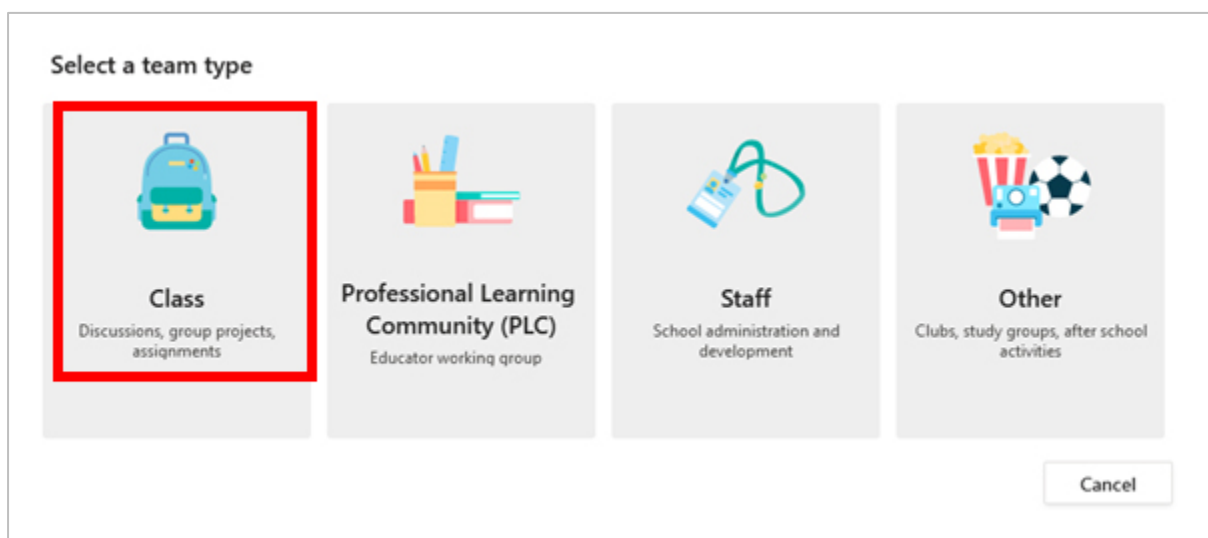 Select a team type
Class
Discussions, group projects,
assignments
Professional Learning
Community (PLC)
Educator working group
Staff
School administration and
development
Other
Clubs, study groups, after school
activities
Cancel